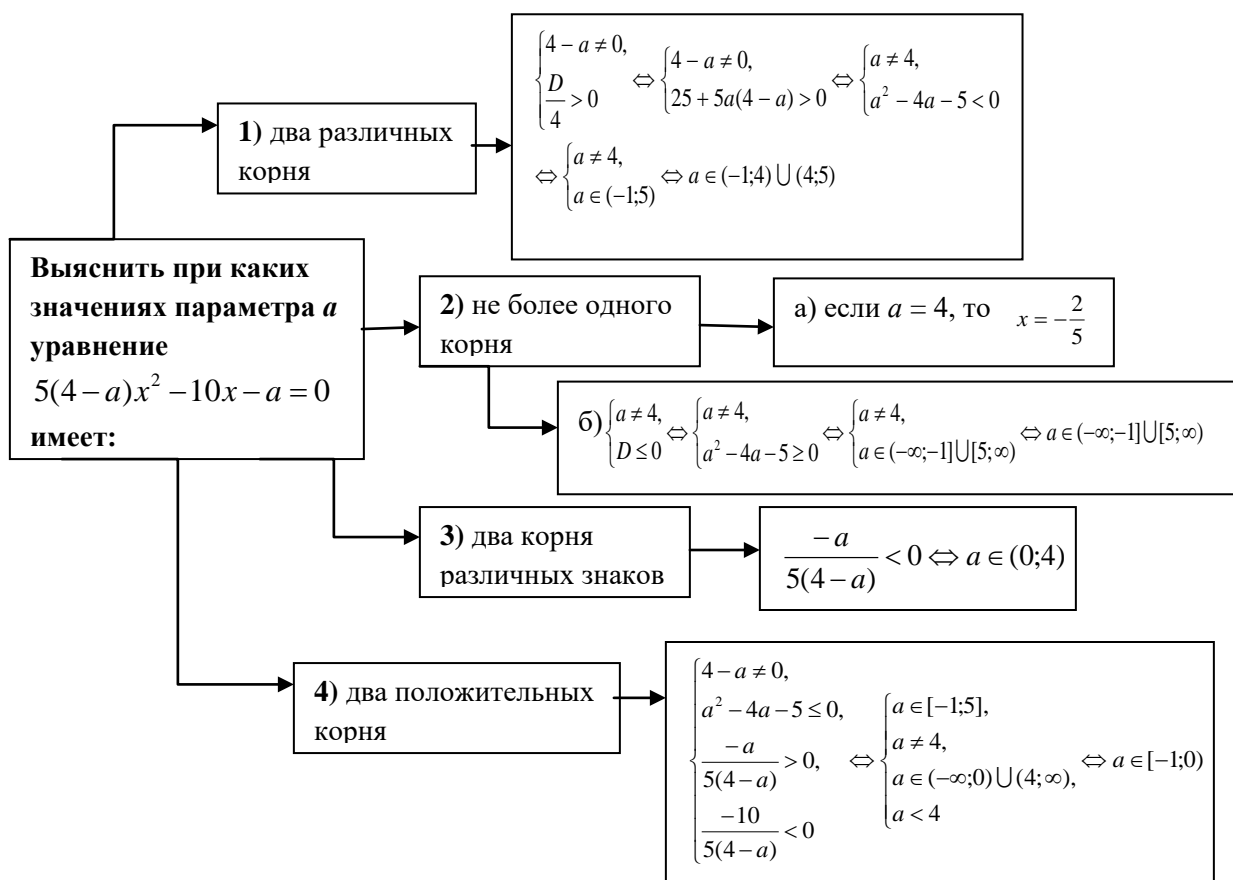 {4 − a ≠ 0, D/4 > 0 ⇔ {4 − a ≠ 0, 25 + 5a(4 − a) > 0 ⇔ {a ≠ 4, a² − 4a − 5 < 0
⇔ {a ≠ 4, a ∈ (−1;5) ⇔ a ∈ (−1;4) ⋃ (4;5)
1) два различных
корня
Выяснить при каких
значениях параметра a
уравнение
5(4 − a)x² − 10x − a = 0
имеет:
2) не более одного
корня
а) если a = 4, то x = −2/5
б) {a ≠ 4, D ≤ 0 ⇔ {a ≠ 4, a² − 4a − 5 ≥ 0 ⇔ {a ≠ 4, a ∈ (−∞;−1] ⋃ [5;∞) ⇔ a ∈ (−∞;−1] ⋃ [5;∞)
3) два корня
различных знаков
−a/5(4 − a) < 0 ⇔ a ∈ (0;4)
4) два положительных
корня
{4 − a ≠ 0, a² − 4a − 5 ≤ 0, −a/5(4 − a) > 0, −10/5(4 − a) < 0 ⇔ {a ∈ [−1;5], a ≠ 4, a ∈ (−∞;0) ⋃ (4;∞), a < 4 ⇔ a ∈ [−1;0)